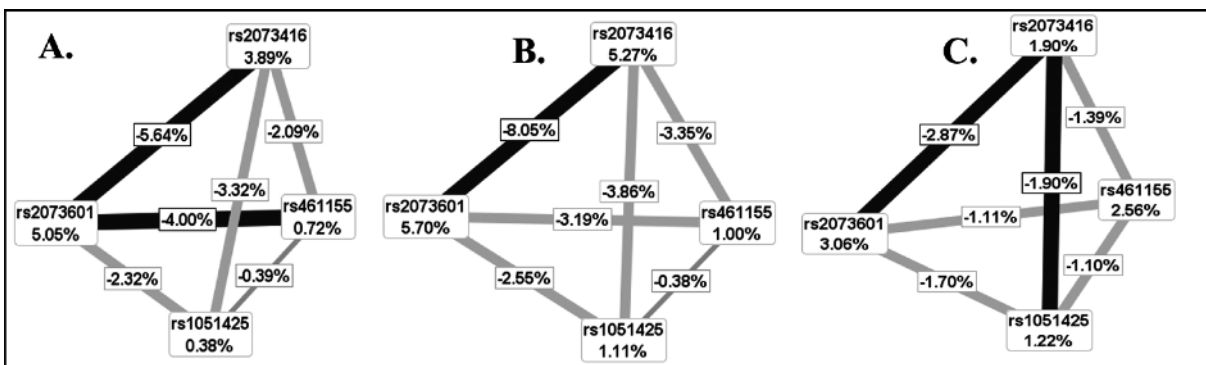 A.
rs2073416
3.89%
-5.64%
-2.09%
-3.32%
rs2073601
5.05%
-4.00%
rs461155
0.72%
-2.32%
-0.39%
rs1051425
0.38%
B.
rs2073416
5.27%
-8.05%
-3.35%
-3.86%
rs2073601
5.70%
-3.19%
rs461155
1.00%
-2.55%
-0.38%
rs1051425
1.11%
C.
rs2073416
1.90%
-2.87%
-1.39%
-1.90%
rs461155
2.56%
rs2073601
3.06%
-1.11%
-1.70%
-1.10%
rs1051425
1.22%